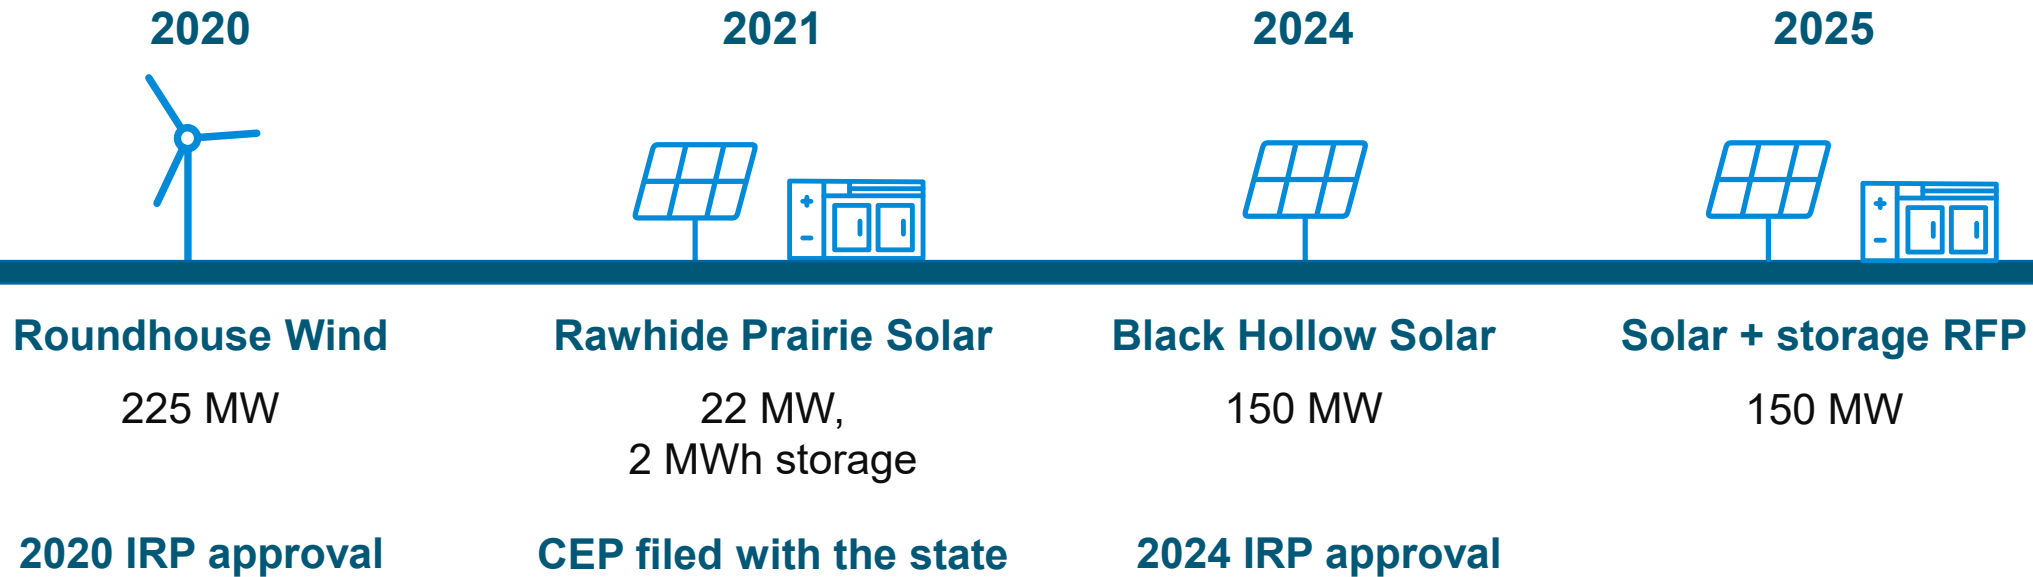 2020
2021
2024
2025
Roundhouse Wind
Rawhide Prairie Solar
Black Hollow Solar
Solar + storage RFP
225 MW
22 MW,
2 MWh storage
150 MW
150 MW
2020 IRP approval
CEP filed with the state
2024 IRP approval